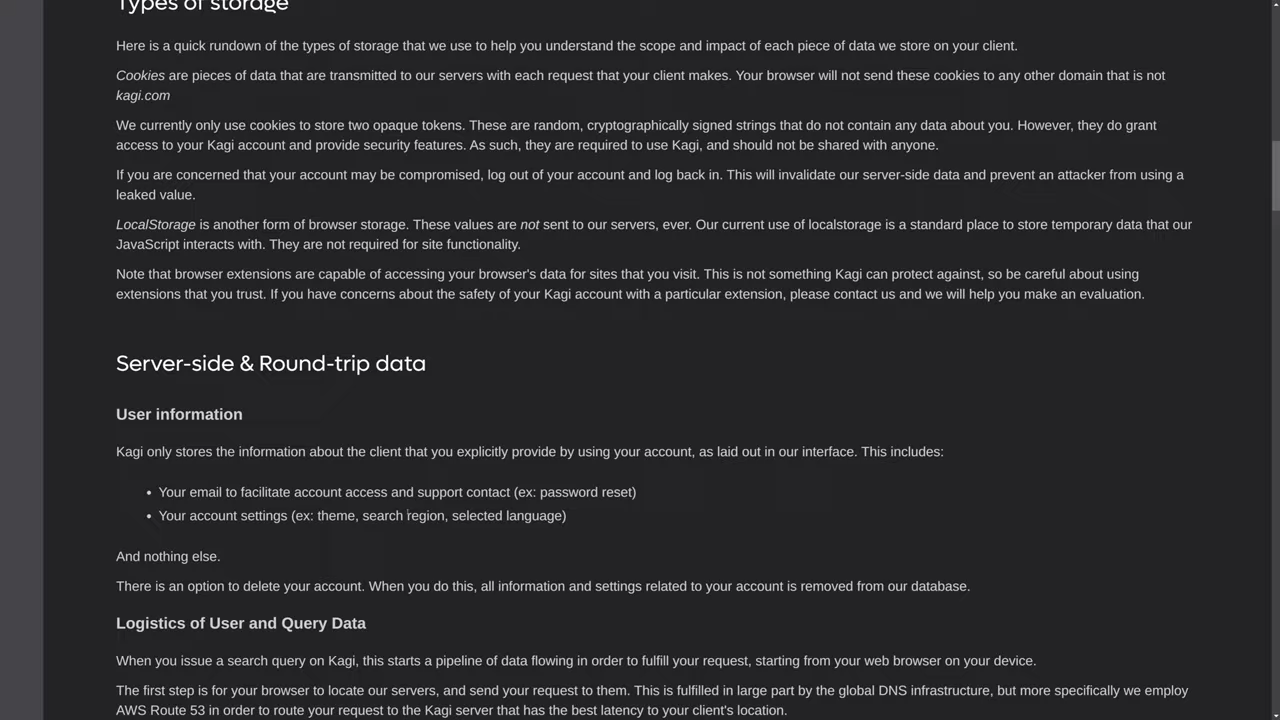 Types of storage
Here is a quick rundown of the types of storage that we use to help you understand the scope and impact of each piece of data we store on your client.
Cookies are pieces of data that are transmitted to our servers with each request that your client makes. Your browser will not send these cookies to any other domain that is not
kagi.com
We currently only use cookies to store two opaque tokens. These are random, cryptographically signed strings that do not contain any data about you. However, they do grant
access to your Kagi account and provide security features. As such, they are required to use Kagi, and should not be shared with anyone.
If you are concerned that your account may be compromised, log out of your account and log back in. This will invalidate our server-side data and prevent an attacker from using a
leaked value.
LocalStorage is another form of browser storage. These values are not sent to our servers, ever. Our current use of localstorage is a standard place to store temporary data that our
JavaScript interacts with. They are not required for site functionality.
Note that browser extensions are capable of accessing your browser's data for sites that you visit. This is not something Kagi can protect against, so be careful about using
extensions that you trust. If you have concerns about the safety of your Kagi account with a particular extension, please contact us and we will help you make an evaluation.
Server-side & Round-trip data
User information
Kagi only stores the information about the client that you explicitly provide by using your account, as laid out in our interface. This includes:
• Your email to facilitate account access and support contact (ex: password reset)
• Your account settings (ex: theme, search region, selected language)
And nothing else.
There is an option to delete your account. When you do this, all information and settings related to your account is removed from our database.
Logistics of User and Query Data
When you issue a search query on Kagi, this starts a pipeline of data flowing in order to fulfill your request, starting from your web browser on your device.
The first step is for your browser to locate our servers, and send your request to them. This is fulfilled in large part by the global DNS infrastructure, but more specifically we employ
AWS Route 53 in order to route your request to the Kagi server that has the best latency to your client's location.